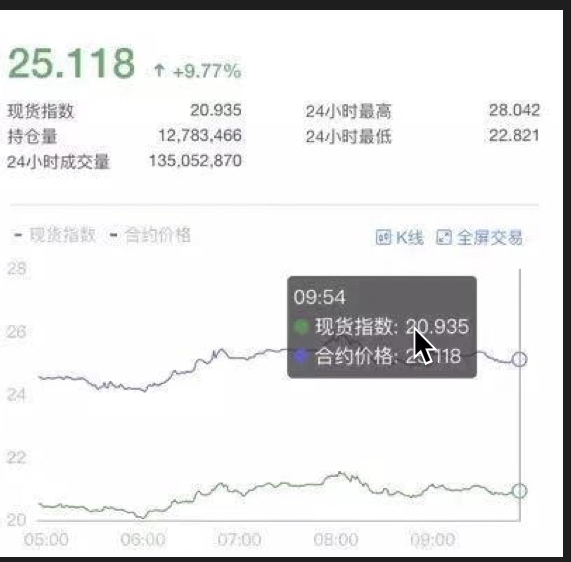 25.118 ↑ +9.77%
现货指数 20.935 24小时最高 28.042
持仓量 12,783,466 24小时最低 22.821
24小时成交量 135,052,870
- 现货指数 - 合约价格 K线 全屏交易
28
09:54
现货指数: 20.935
26
合约价格: 118
24
22
20
05:00 06:00 07:00 08:00 09:00